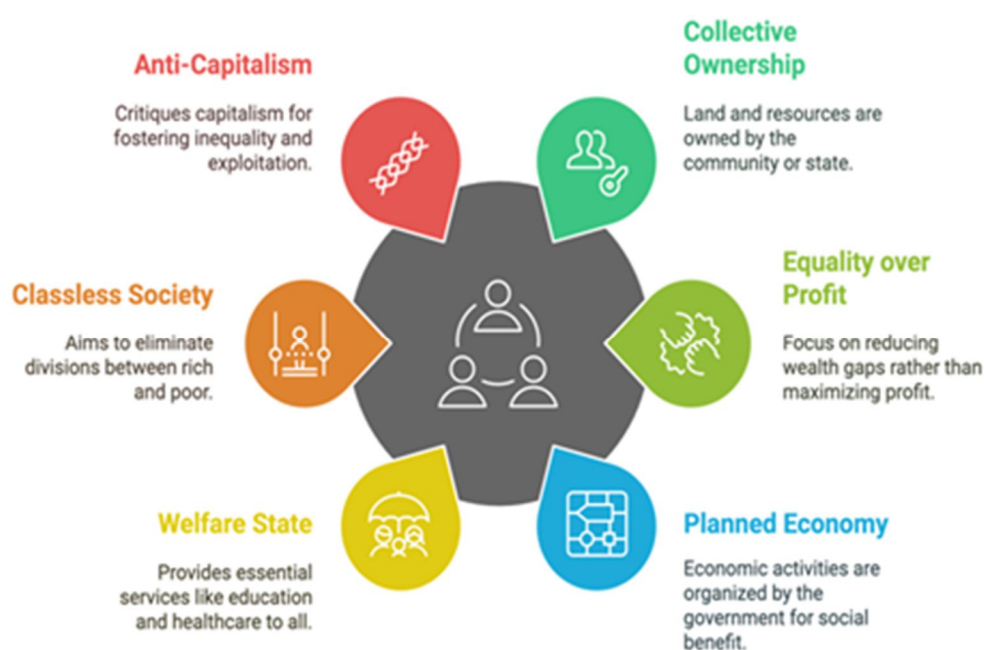 Anti-Capitalism
Critiques capitalism for
fostering inequality and
exploitation.
Collective
Ownership
Land and resources are
owned by the
community or state.
Classless Society
Aims to eliminate
divisions between rich
and poor.
Equality over
Profit
Focus on reducing
wealth gaps rather than
maximizing profit.
Welfare State
Provides essential
services like education
and healthcare to all.
Planned Economy
Economic activities are
organized by the
government for social
benefit.